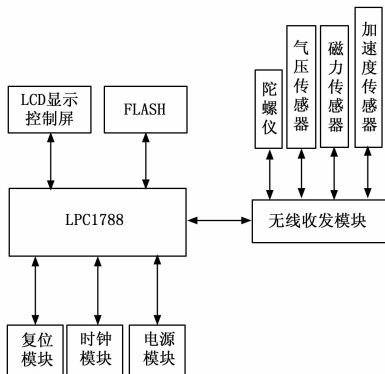 陀螺仪
气压传感器
磁力传感器
加速度传感器
LCD显示
控制屏
FLASH
LPC1788
无线收发模块
复位
模块
时钟
模块
电源
模块